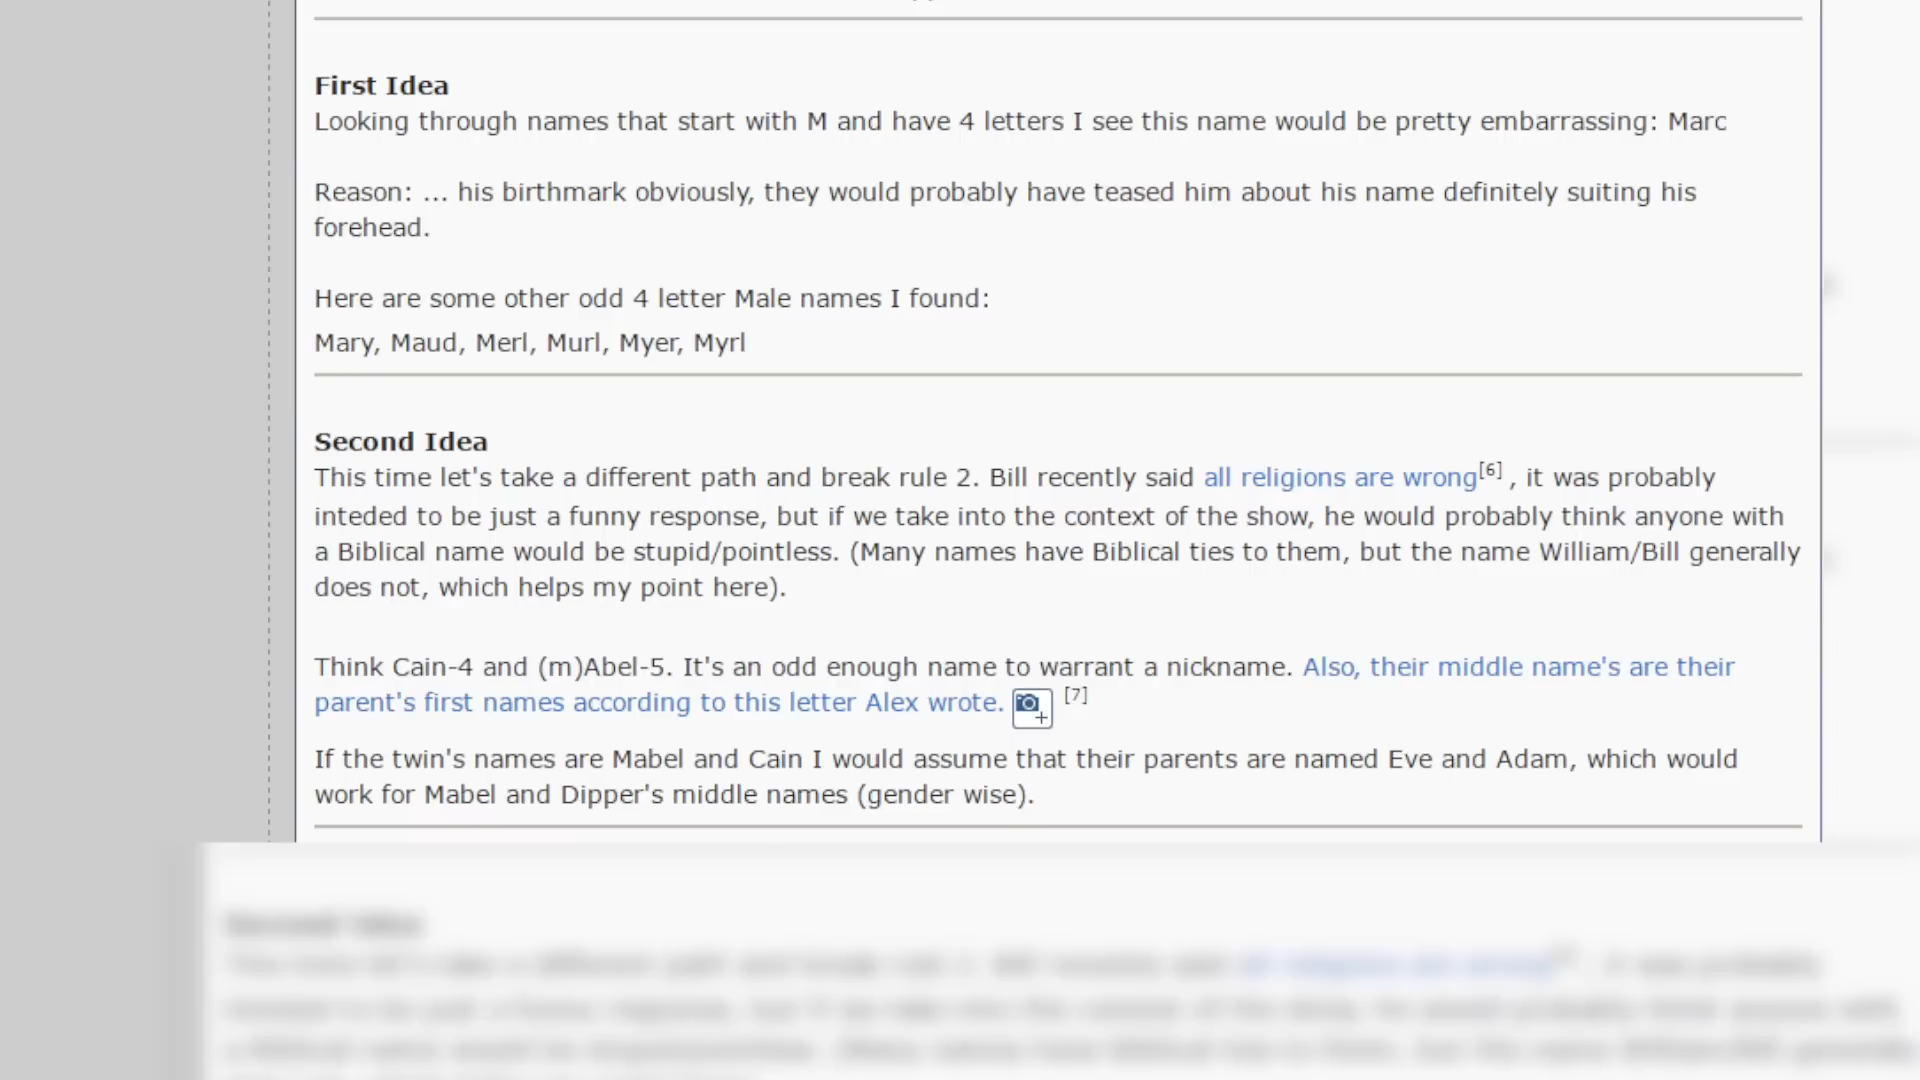 First Idea
Looking through names that start with M and have 4 letters I see this name would be pretty embarrassing: Marc
Reason: ... his birthmark obviously, they would probably have teased him about his name definitely suiting his
forehead.
Here are some other odd 4 letter Male names I found:
Mary, Maud, Merl, Murl, Myer, Myrl
Second Idea
This time let's take a different path and break rule 2. Bill recently said all religions are wrong[6] , it was probably
inteded to be just a funny response, but if we take into the context of the show, he would probably think anyone with
a Biblical name would be stupid/pointless. (Many names have Biblical ties to them, but the name William/Bill generally
does not, which helps my point here).
Think Cain-4 and (m)Abel-5. It's an odd enough name to warrant a nickname. Also, their middle name's are their
parent's first names according to this letter Alex wrote. [7]
If the twin's names are Mabel and Cain I would assume that their parents are named Eve and Adam, which would
work for Mabel and Dipper's middle names (gender wise).